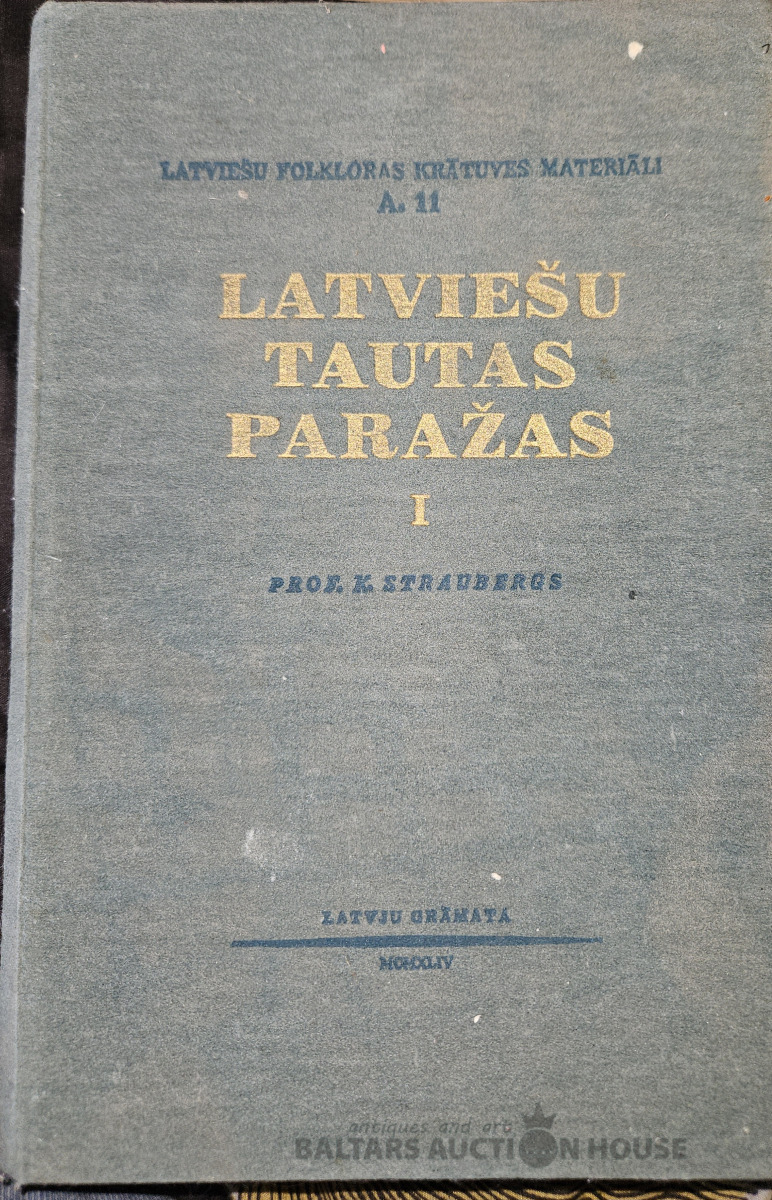 LATVIEŠU FOLKLORAS KRĀTUVES MATERIĀLI
A. 11
LATVIEŠU
TAUTAS
PARAŽAS
I
PROF. K. STRAUBERGS
LATVJU GRĀMATA
MCMXLIV
antiques and art
BALTARS AUCTION HOUSE